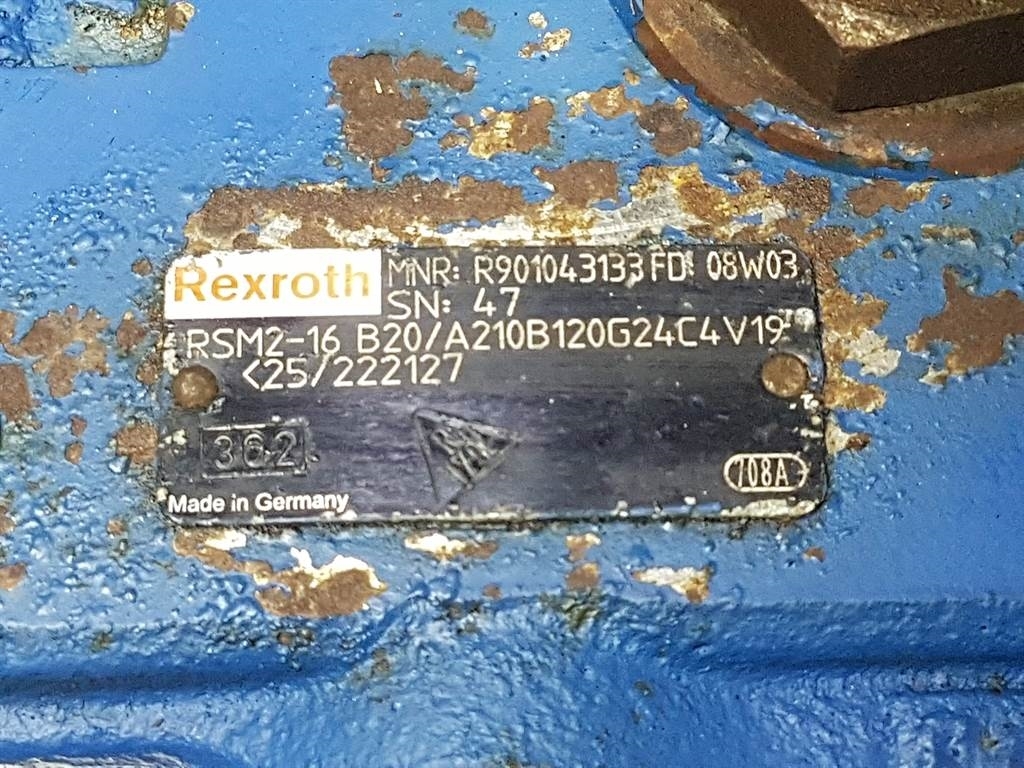 Rexroth MNR: R901043133 FD: 08W03
SN: 47
RSM2-16 B20/A210B120G24C4V19
<25/222127
362
708A
Made in Germany